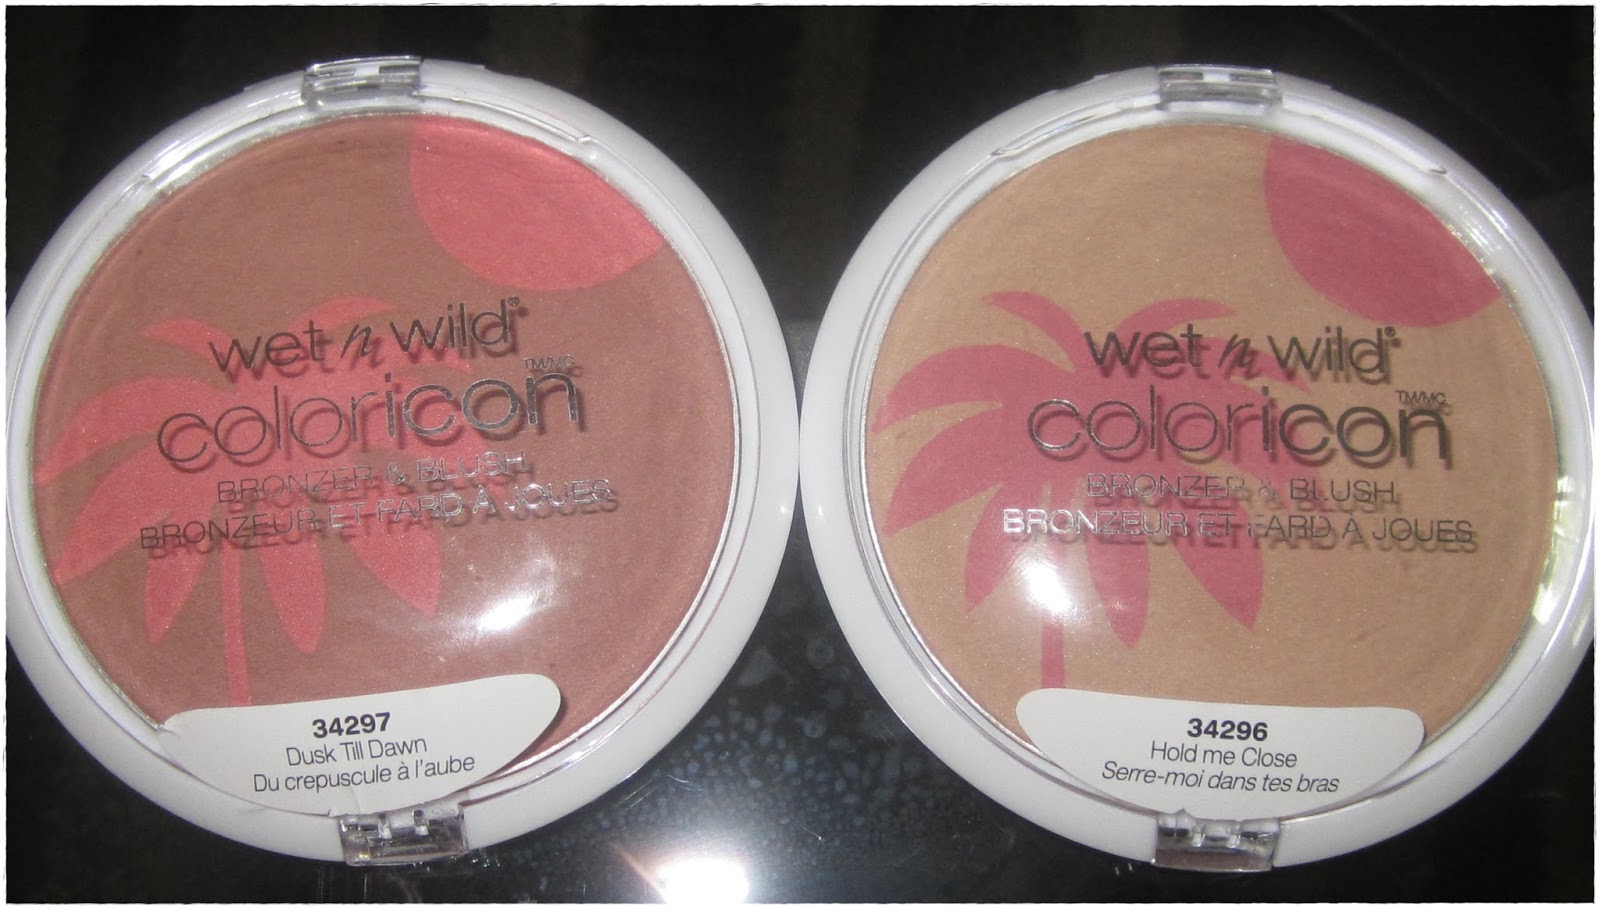 wet n wild®
coloricon TM/MC
BRONZER & BLUSH
BRONZEUR ET FARD À JOUES
34297
Dusk Till Dawn
Du crepuscule à l'aube
wet n wild®
coloricon TM/MC
BRONZER & BLUSH
BRONZEUR ET FARD À JOUES
34296
Hold me Close
Serre-moi dans tes bras